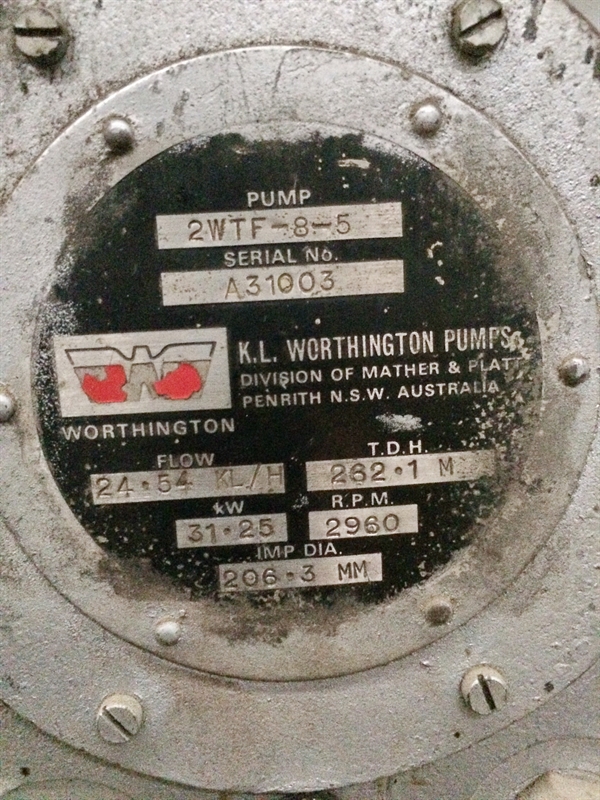 PUMP
2WTF-8-5
SERIAL No.
A31003
K.L. WORTHINGTON PUMPS
DIVISION OF MATHER & PLATT
PENRITH N.S.W. AUSTRALIA
WORTHINGTON
FLOW
24·54 KL/H
T.D.H.
262·1 M
kW
31·25
R.P.M.
2960
IMP DIA.
206·3 MM